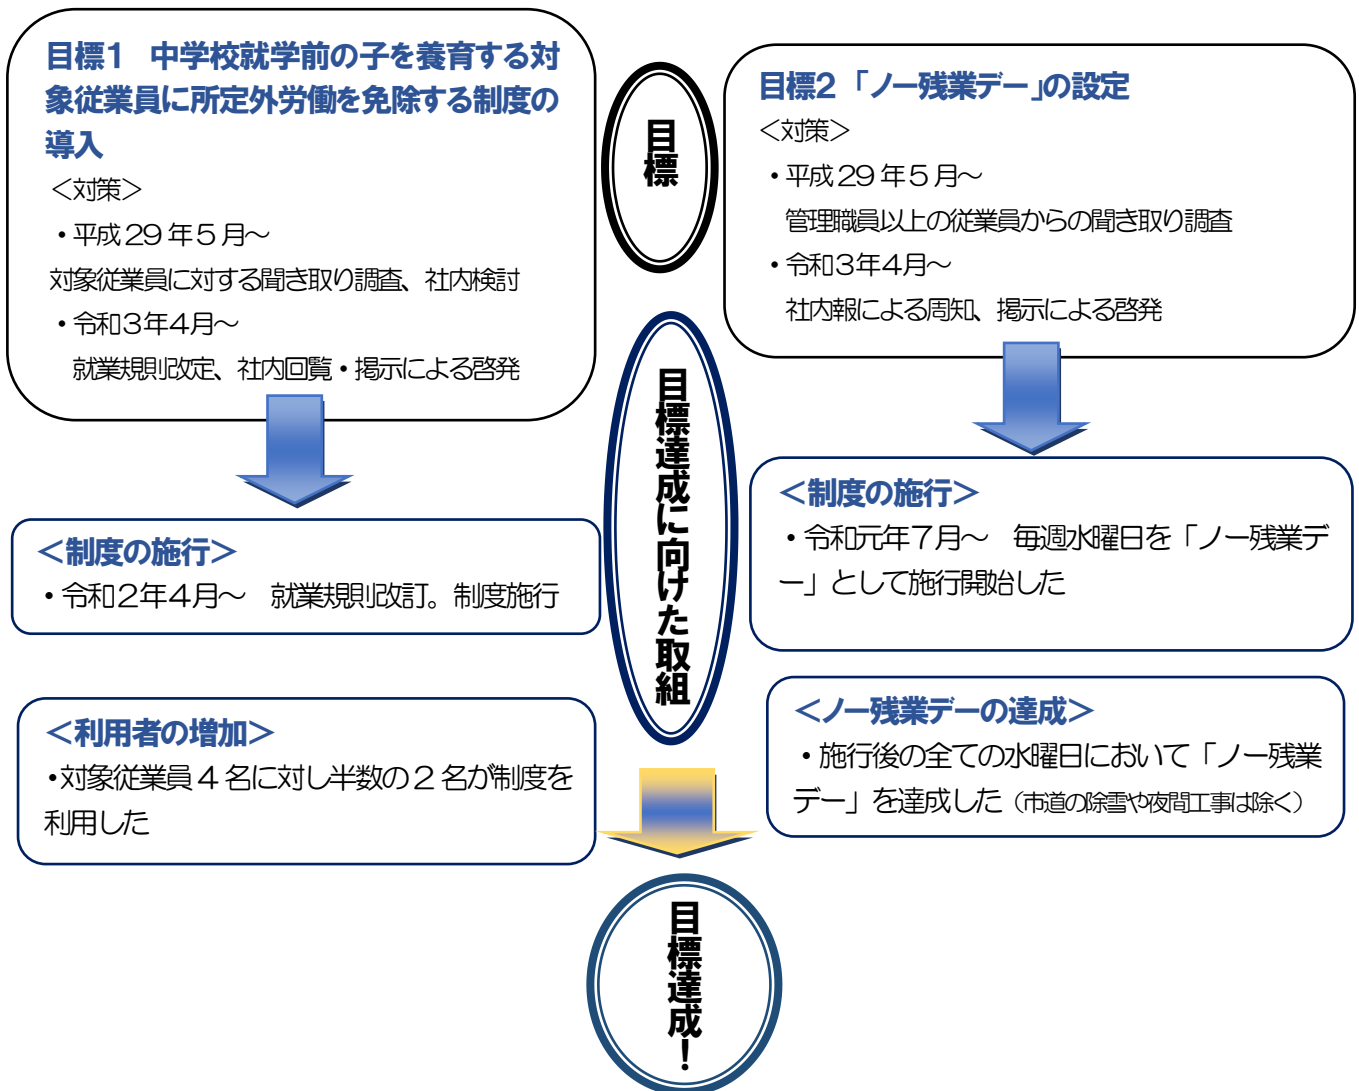 目標1　中学校就学前の子を養育する対
象従業員に所定外労働を免除する制度の
導入
＜対策＞
・平成29年5月～
対象従業員に対する聞き取り調査、社内検討
・令和3年4月～
就業規則改定、社内回覧・掲示による啓発
目標
目標2「ノー残業デー」の設定
＜対策＞
・平成29年5月～
管理職員以上の従業員からの聞き取り調査
・令和3年4月～
社内報による周知、掲示による啓発
目標達成に向けた取組
＜制度の施行＞
・令和2年4月～　就業規則改訂。制度施行
＜制度の施行＞
・令和元年7月～　毎週水曜日を「ノー残業デ
ー」として施行開始した
＜利用者の増加＞
・対象従業員4名に対し半数の2名が制度を
利用した
＜ノー残業デーの達成＞
・施行後の全ての水曜日において「ノー残業
デー」を達成した（市道の除雪や夜間工事は除く）
目標達成！